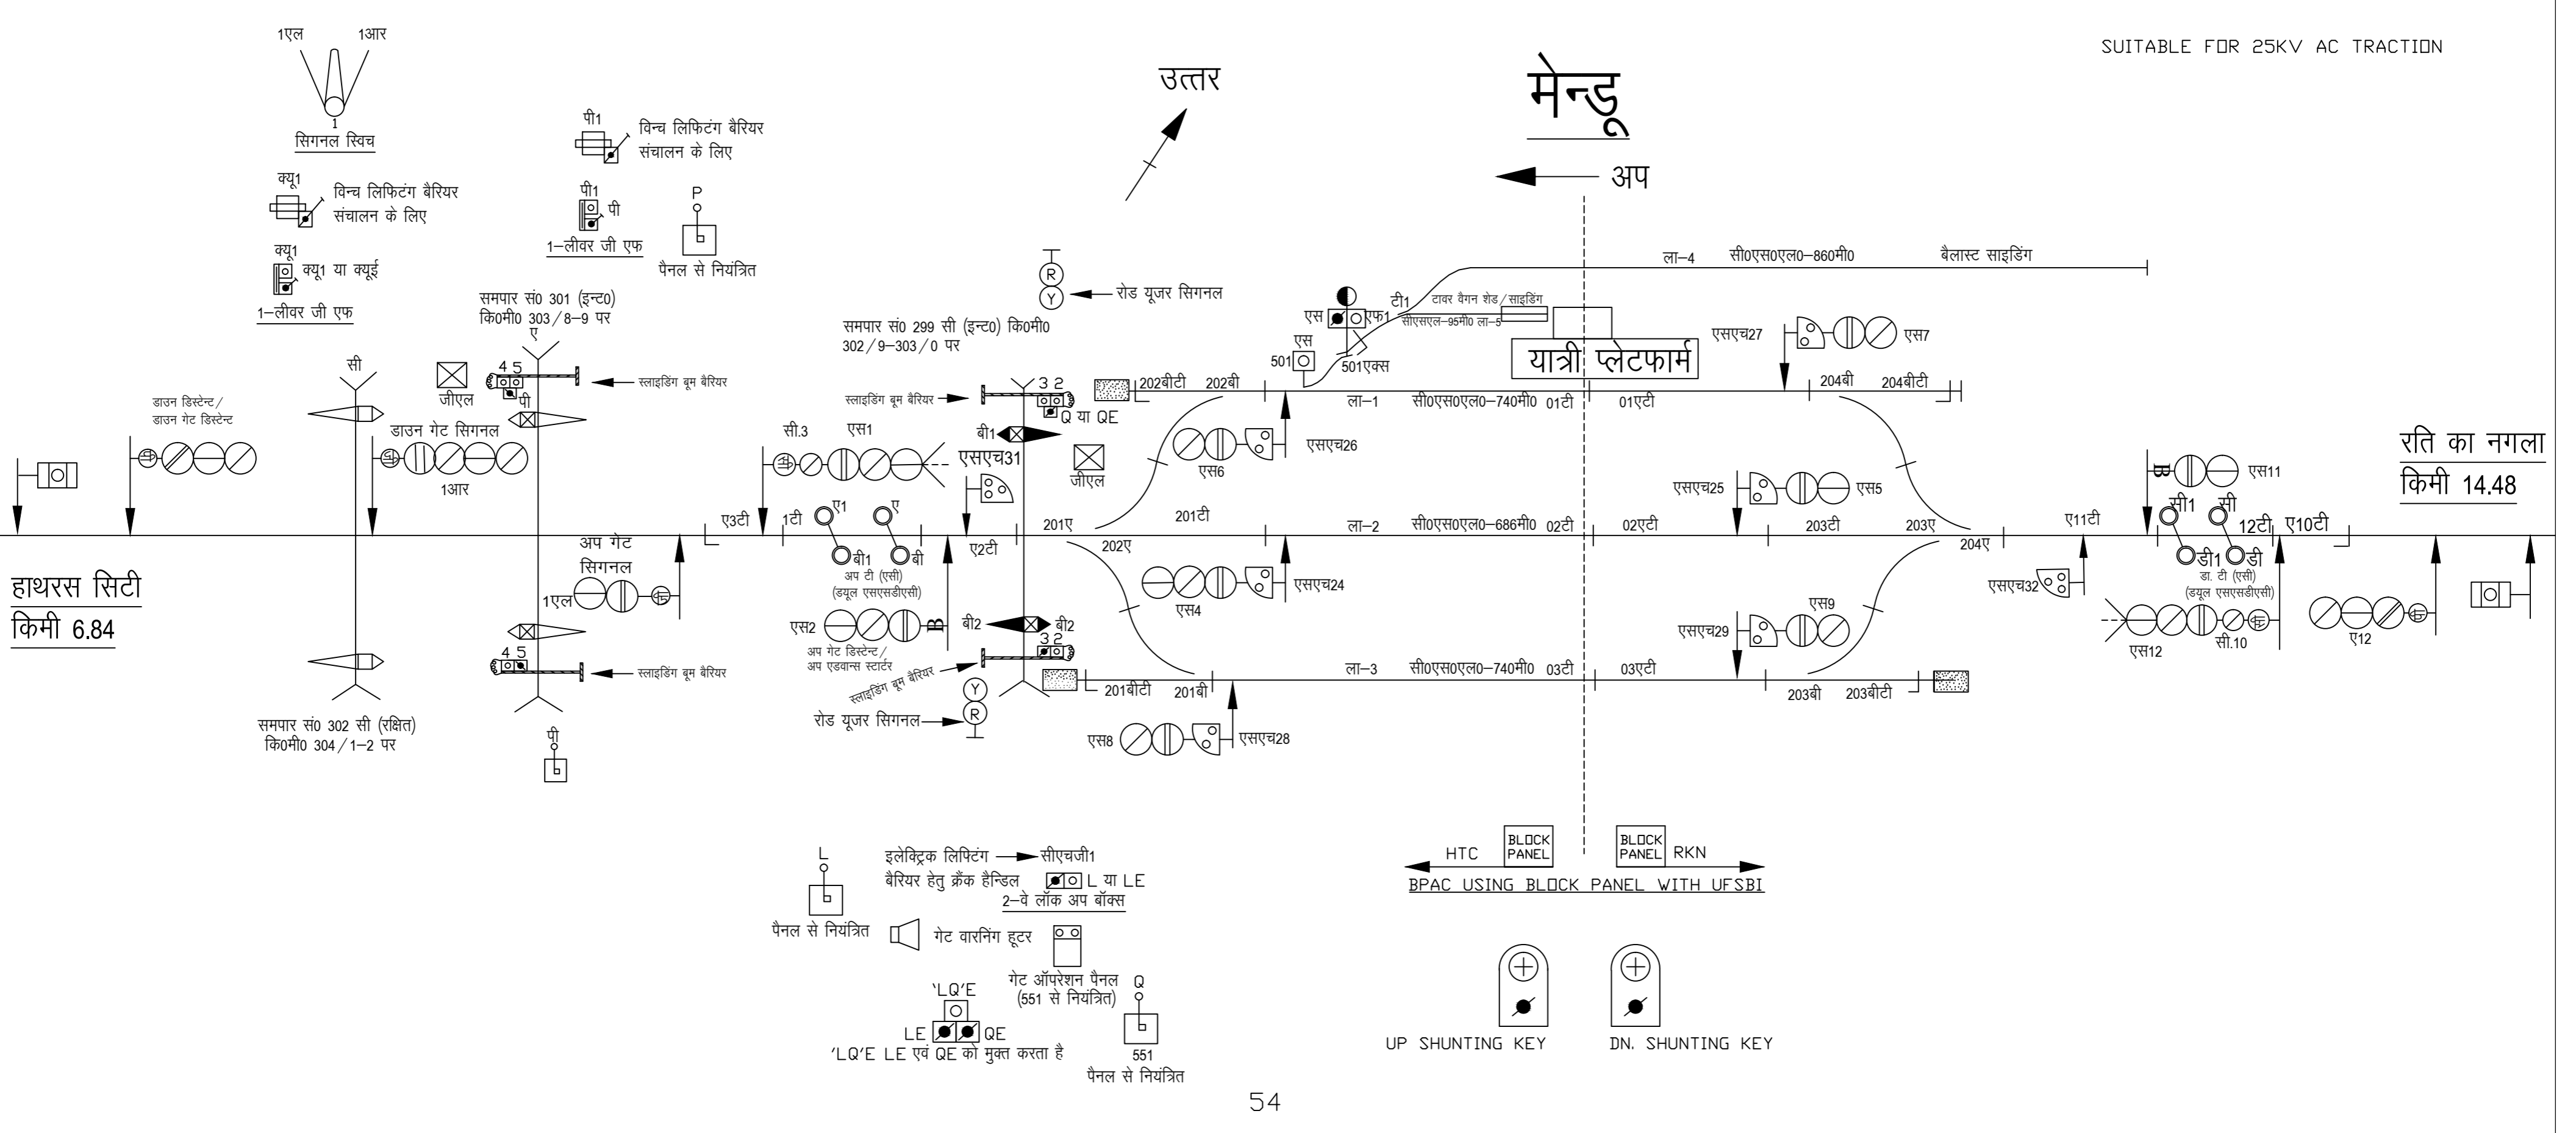 1एल
1आर
1
सिगनल स्विच
क्यू1
विन्च लिफिटंग बैरियर
संचालन के लिए
क्यू1
क्यू1 या क्यूई
1–लीवर जी एफ
पी1
विन्च लिफिटंग बैरियर
संचालन के लिए
पी1
पी
1–लीवर जी एफ
P
पैनल से नियंत्रित
उत्तर
मेन्डू
अप
SUITABLE FOR 25KV AC TRACTION
समपार सं0 301 (इन्ट0)
कि0मी0 303/8–9 पर
ए
सी
4 5
पी
जीएल
स्लाइडिंग बूम बैरियर
डाउन डिस्टेन्ट/
डाउन गेट डिस्टेन्ट
डाउन गेट सिगनल
1आर
R
Y
रोड यूजर सिगनल
समपार सं0 299 सी (इन्ट0) कि0मी0
302/9–303/0 पर
स्लाइडिंग बूम बैरियर
3 2
Q या QE
बी1
जीएल
सी.3
एस1
एसएच31
ए3टी
1टी
ए1
ए
बी1
बी
ए2टी
अप टी (एसी)
(डयूल एसएसडीएसी)
अप गेट
सिगनल
1एल
एस2
B
अप गेट डिस्टेन्ट/
अप एडवान्स स्टार्टर
बी2
बी2
3 2
स्लाइडिंग बूम बैरियर
Y
R
रोड यूजर सिगनल
4 5
स्लाइडिंग बूम बैरियर
हाथरस सिटी
किमी 6.84
समपार सं0 302 सी (रक्षित)
कि0मी0 304/1–2 पर
पी
ला–4
सी0एस0एल0–860मी0
बैलास्ट साइडिंग
एस
एफ1
टी1
टावर वैगन शेड/साइडिंग
सीएसएल–95मी0 ला–5
एस
501
501एक्स
यात्री प्लेटफार्म
एसएच27
एस7
202बीटी
202बी
ला–1
सी0एस0एल0–740मी0
01टी
01एटी
204बी
204बीटी
एस6
एसएच26
एसएच25
एस5
201ए
201टी
202ए
ला–2
सी0एस0एल0–686मी0
02टी
02एटी
203टी
203ए
204ए
ए11टी
एस4
एसएच24
एसएच29
एस9
201बीटी
201बी
ला–3
सी0एस0एल0–740मी0
03टी
03एटी
203बी
203बीटी
एस8
एसएच28
रति का नगला
किमी 14.48
B
एस11
सी1
सी
12टी
ए10टी
डी1
डी
डा. टी (एसी)
(डयूल एसएसडीएसी)
एसएच32
एस12
सी.10
ए12
HTC
BLOCK
PANEL
BLOCK
PANEL
RKN
BPAC USING BLOCK PANEL WITH UFSBI
L
पैनल से नियंत्रित
इलेक्ट्रिक लिफ्टिंग
सीएचजी1
बैरियर हेतु क्रैंक हैन्डिल
L या LE
2–वे लॉक अप बॉक्स
गेट वारनिंग हूटर
गेट ऑपरेशन पैनल
(551 से नियंत्रित)
'LQ'E
LE
QE
'LQ'E LE एवं QE को मुक्त करता है
Q
551
पैनल से नियंत्रित
UP SHUNTING KEY
DN. SHUNTING KEY
54